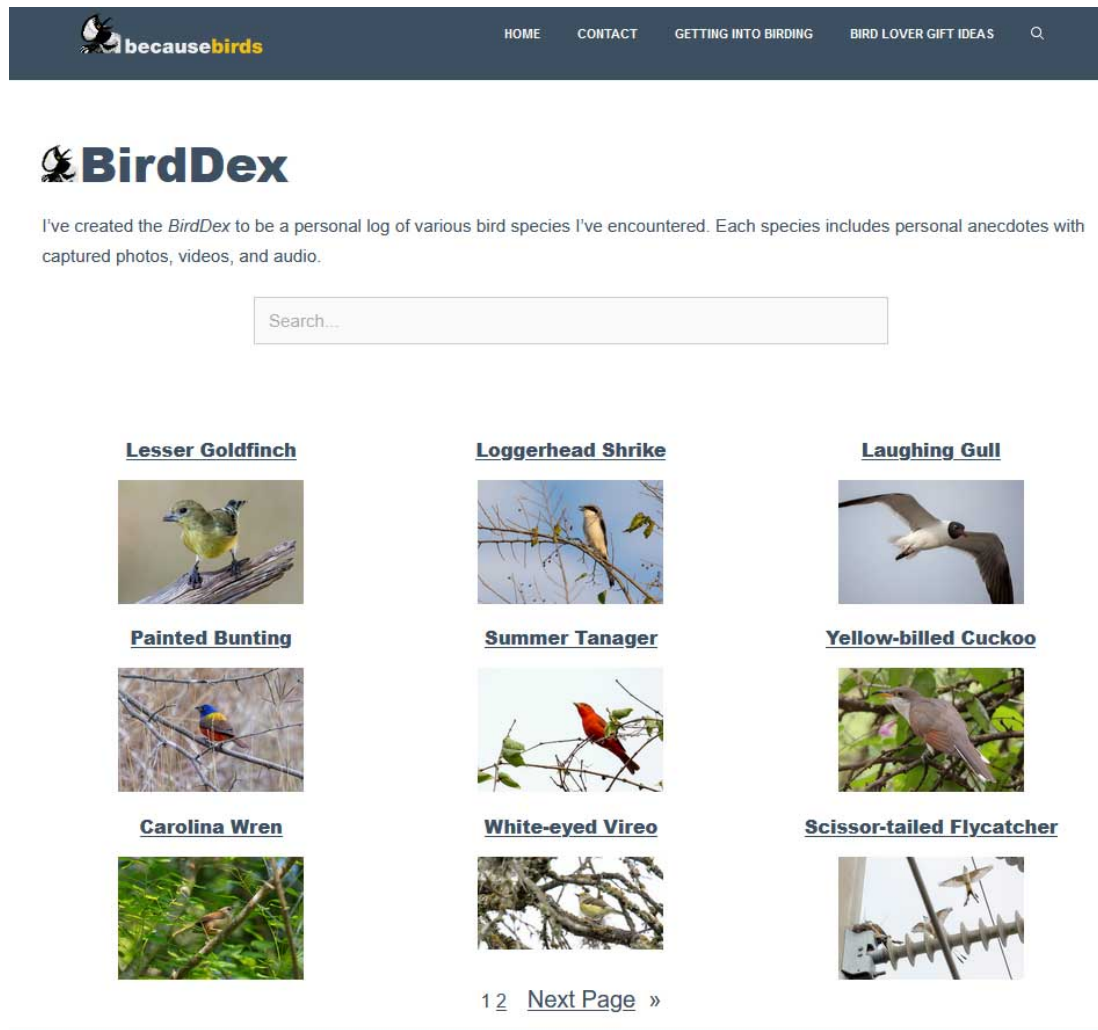 becausebirds
HOME CONTACT GETTING INTO BIRDING BIRD LOVER GIFT IDEAS
BirdDex
I've created the BirdDex to be a personal log of various bird species I've encountered. Each species includes personal anecdotes with
captured photos, videos, and audio.
Search...
Lesser Goldfinch
Loggerhead Shrike
Laughing Gull
Painted Bunting
Summer Tanager
Yellow-billed Cuckoo
Carolina Wren
White-eyed Vireo
Scissor-tailed Flycatcher
1 2 Next Page »